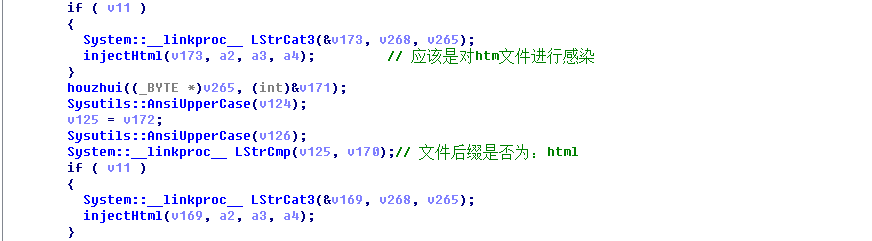 if ( v11 )
{
System::__linkproc__ LStrCat3(&v173, v268, v265);
injectHtml(v173, a2, a3, a4); // 应该是对htm文件进行感染
}
houzhui((_BYTE *)v265, (int)&v171);
Sysutils::AnsiUpperCase(v124);
v125 = v172;
Sysutils::AnsiUpperCase(v126);
System::__linkproc__ LStrCmp(v125, v170);// 文件后缀是否为：html
if ( v11 )
{
System::__linkproc__ LStrCat3(&v169, v268, v265);
injectHtml(v169, a2, a3, a4);
}